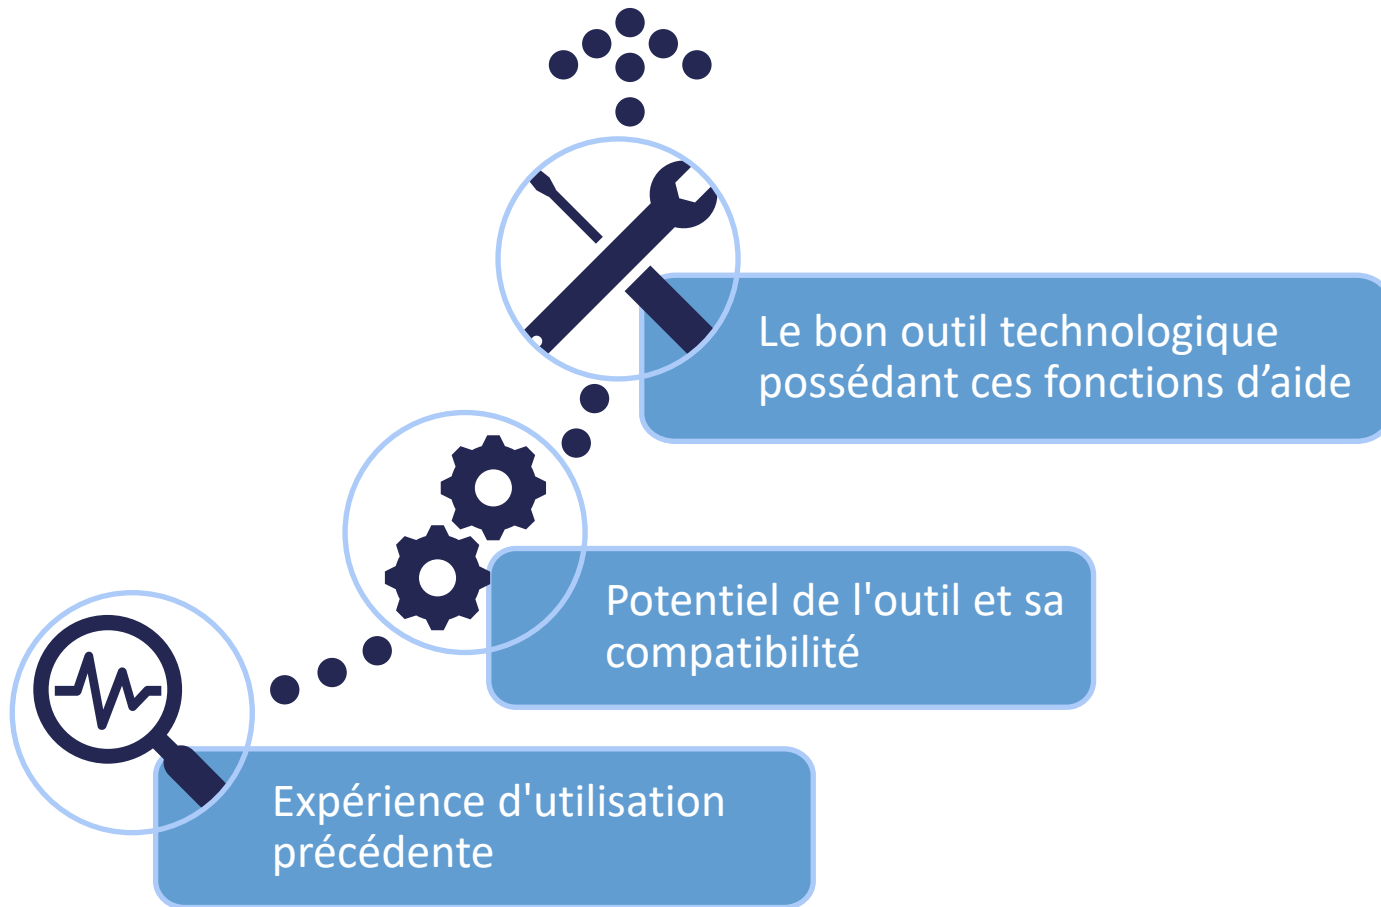 Le bon outil technologique
possédant ces fonctions d’aide
Potentiel de l'outil et sa
compatibilité
Expérience d'utilisation
précédente